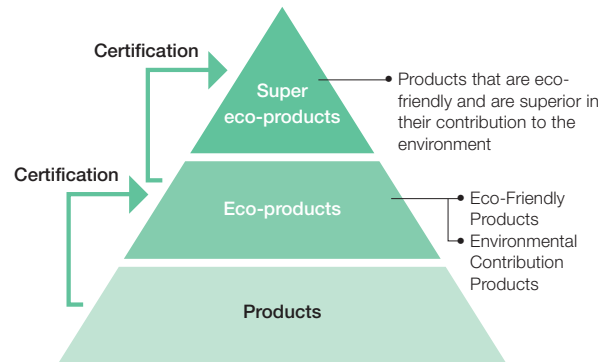 Certification
Super
eco-products
Products that are eco-
friendly and are superior in
their contribution to the
environment
Certification
Eco-products
Eco-Friendly
Products
Environmental
Contribution
Products
Products